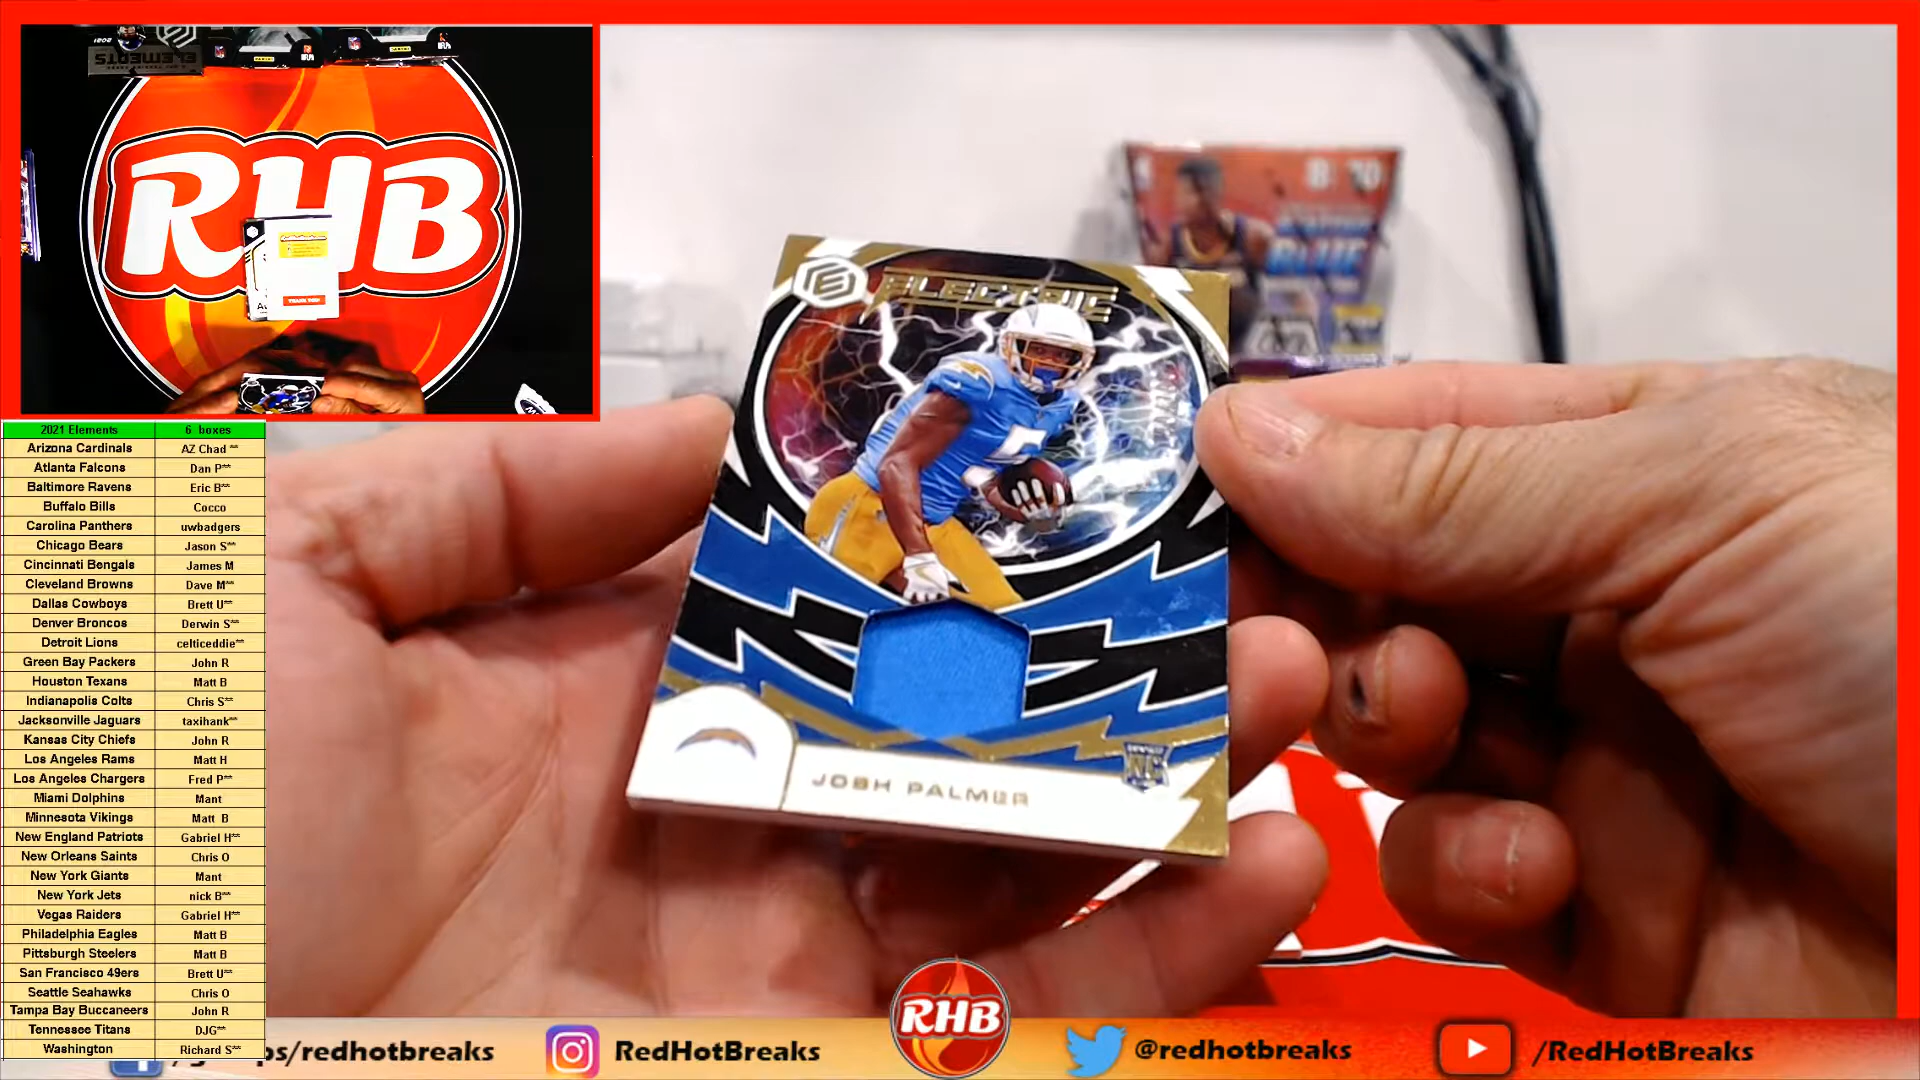 ELEMENTS
2021
RHB
THANK YOU!
2021 Elements 6 boxes
Arizona Cardinals AZ Chad **
Atlanta Falcons Dan P**
Baltimore Ravens Eric B**
Buffalo Bills Cocco
Carolina Panthers uwbadgers
Chicago Bears Jason S**
Cincinnati Bengals James M
Cleveland Browns Dave M**
Dallas Cowboys Brett U**
Denver Broncos Derwin S**
Detroit Lions celticeddie**
Green Bay Packers John R
Houston Texans Matt B
Indianapolis Colts Chris S**
Jacksonville Jaguars taxihank**
Kansas City Chiefs John R
Los Angeles Rams Matt H
Los Angeles Chargers Fred P**
Miami Dolphins Mant
Minnesota Vikings Matt B
New England Patriots Gabriel H**
New Orleans Saints Chris O
New York Giants Mant
New York Jets nick B**
Vegas Raiders Gabriel H**
Philadelphia Eagles Matt B
Pittsburgh Steelers Matt B
San Francisco 49ers Brett U**
Seattle Seahawks Chris O
Tampa Bay Buccaneers John R
Tennessee Titans DJG**
Washington Richard S**
BLUE
ELECTRIC
5
JOSH PALMER
RHB
/redhotbreaks
RedHotBreaks
@redhotbreaks
/RedHotBreaks